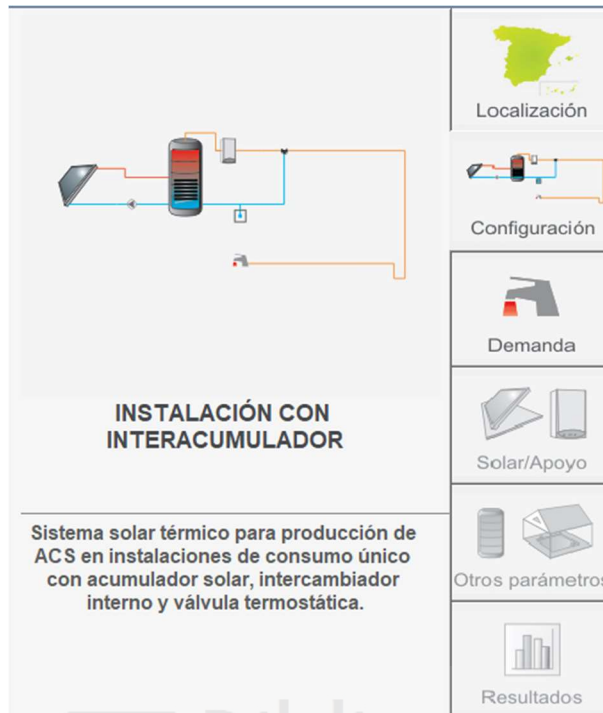 Localización
Configuración
Demanda
Solar/Apoyo
Otros parámetros
Resultados
INSTALACIÓN CON
INTERACUMULADOR
Sistema solar térmico para producción de
ACS en instalaciones de consumo único
con acumulador solar, intercambiador
interno y válvula termostática.